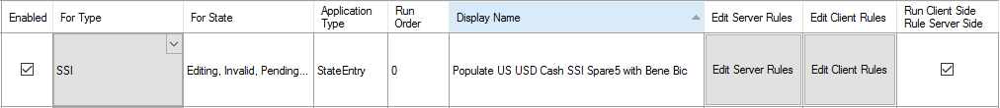 Enabled
For Type
For State
Application Type
Run Order
Display Name
Edit Server Rules
Edit Client Rules
Run Client Side Rule Server Side
SSI
Editing, Invalid, Pending...
StateEntry
0
Populate US USD Cash SSI Spare5 with Bene Bic
Edit Server Rules
Edit Client Rules